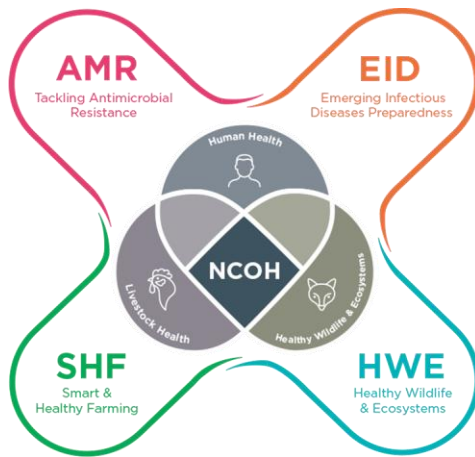 AMR
Tackling Antimicrobial
Resistance
EID
Emerging Infectious
Diseases Preparedness
Human Health
NCOH
Livestock Health
Healthy Wildlife & Ecosystems
SHF
Smart &
Healthy Farming
HWE
Healthy Wildlife
& Ecosystems